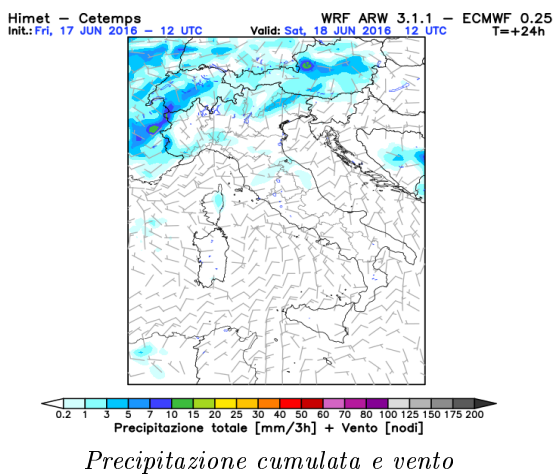 Himet – Cetemps WRF ARW 3.1.1 – ECMWF 0.25
Init.: Fri, 17 JUN 2016 – 12 UTC Valid: Sat, 18 JUN 2016 12 UTC T=+24h
0.2 1 3 5 7 10 15 20 25 30 40 50 60 70 80 100 125 150 175 200
Precipitazione totale [mm/3h] + Vento [nodi]
Precipitazione cumulata e vento